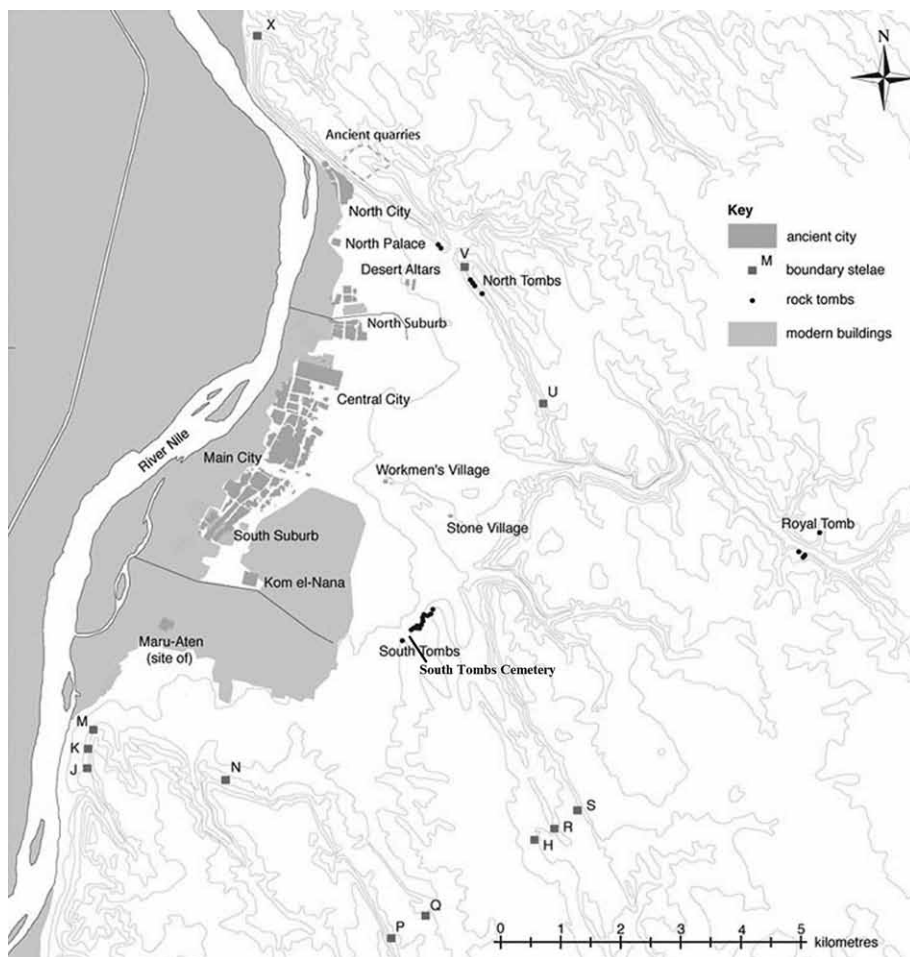 X
N
Ancient quarries
North City
Key
ancient city
M
boundary stelae
rock tombs
modern buildings
North Palace
V
Desert Altars
North Tombs
North Suburb
U
Central City
River Nile
Main City
Workmen's Village
Stone Village
Royal Tomb
South Suburb
Kom el-Nana
Maru-Aten
(site of)
South Tombs
South Tombs Cemetery
M
K
J
N
S
R
H
Q
P
0 1 2 3 4 5
kilometres